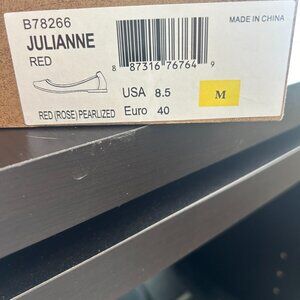 B78266
MADE IN CHINA
JULIANNE
RED
8 87316 76764 9
USA 8.5
M
RED (ROSE) PEARLIZED Euro 40